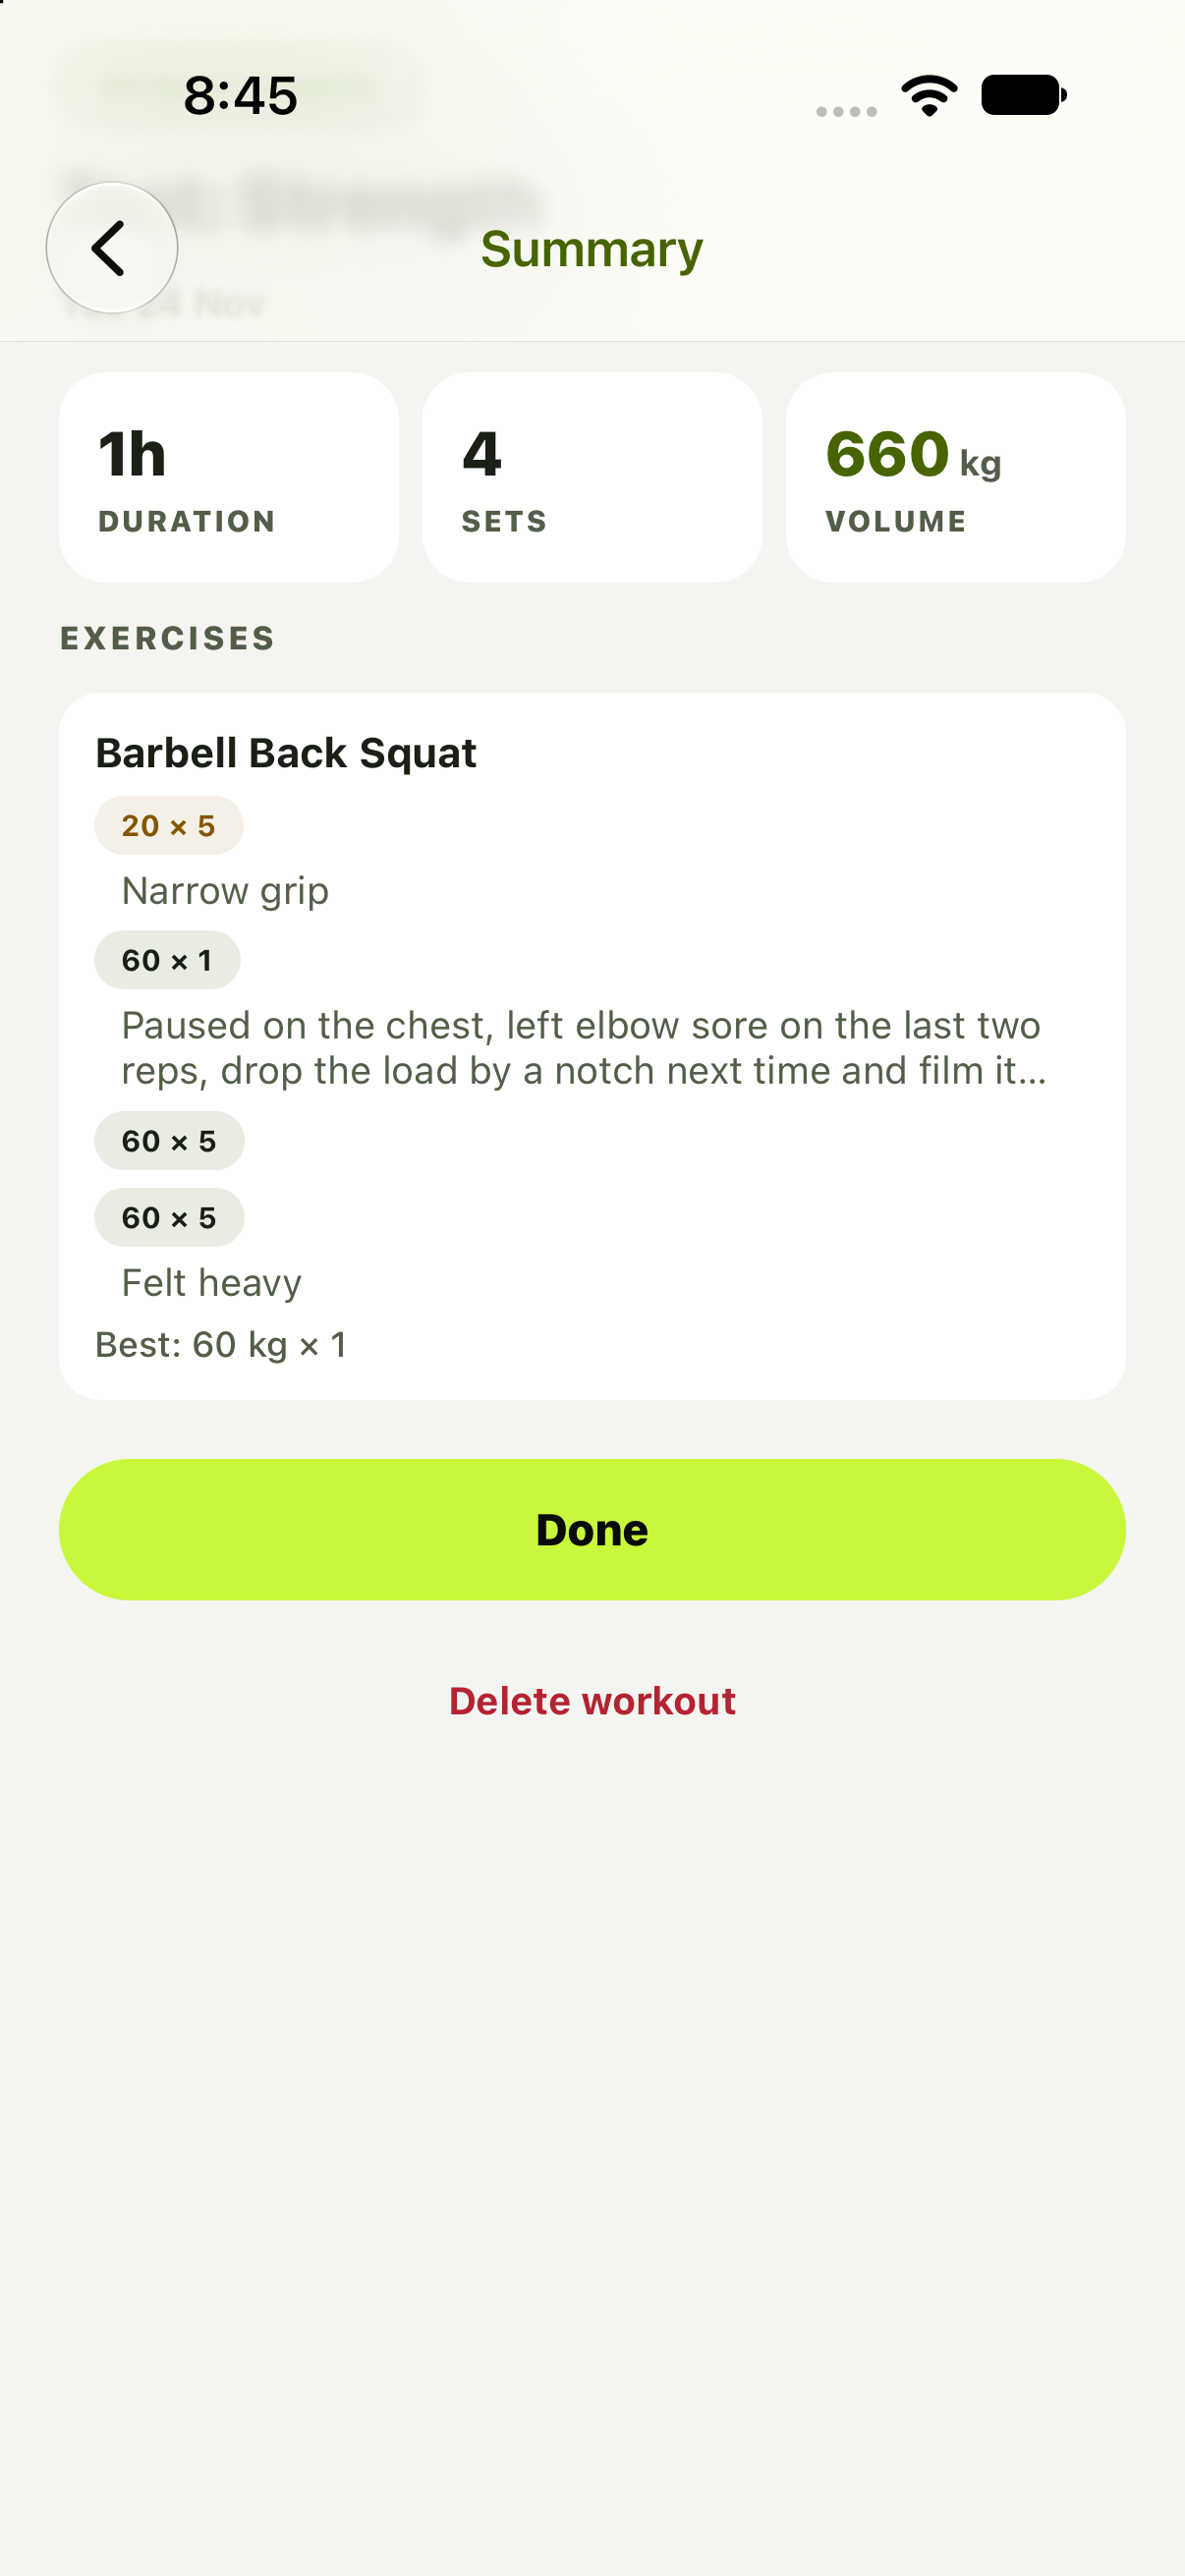 8:45
Summary
24 Nov
1h
DURATION
4
SETS
660 kg
VOLUME
EXERCISES
Barbell Back Squat
20 × 5
Narrow grip
60 × 1
Paused on the chest, left elbow sore on the last two
reps, drop the load by a notch next time and film it...
60 × 5
60 × 5
Felt heavy
Best: 60 kg × 1
Done
Delete workout